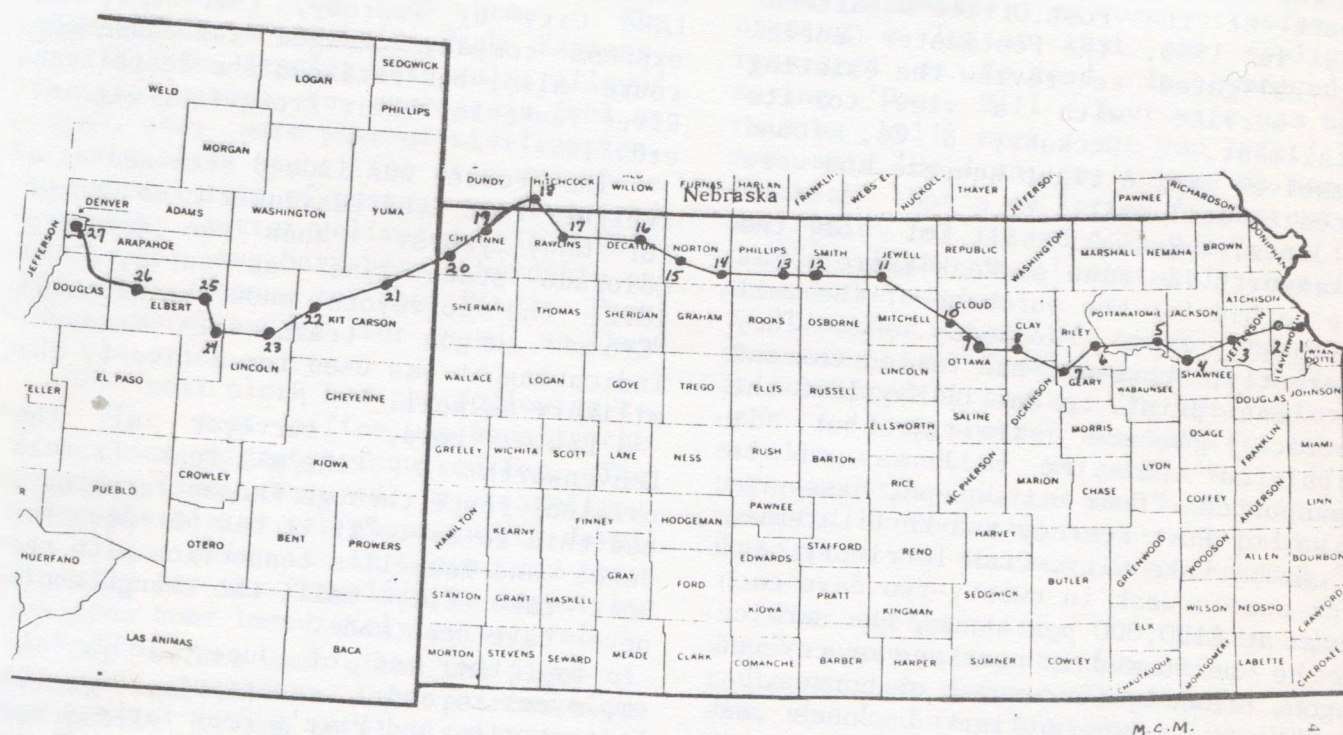 SEDGWICK
LOGAN
WELD
PHILLIPS
MORGAN
DUNDY
18
HITCHCOCK
WILLOW
FURNAS
HARLAN
FRANKLIN
WEBS
NUCKOLL
THAYER
JEFFERSON
PAWNEE
RICHARDSON
Nebraska
DENVER
ADAMS
WASHINGTON
YUMA
19
CHEYENNE
RAWLINS
17
16
DECATUR
NORTON
PHILLIPS
SMITH
JEWELL
REPUBLIC
WASHINGTON
MARSHALL
NEMAHA
BROWN
DONIPHAN
27
ARAPAHOE
JEFFERSON
20
15
14
13
12
11
CLOUD
ATCHISON
DOUGLAS
26
ELBERT
25
21
KIT CARSON
22
SHERMAN
THOMAS
SHERIDAN
GRAHAM
ROOKS
OSBORNE
MITCHELL
10
9
CLAY
8
RILEY
POTTAWATOMIE
JACKSON
JEFFERSON
LEAVENWORTH
1
2
3
4
5
6
7
24
23
LINCOLN
OTTAWA
GEARY
WABAUNSEE
SHAWNEE
WYAN
DOTTE
ELLER
EL PASO
CHEYENNE
WALLACE
LOGAN
GOVE
TREGO
ELLIS
RUSSELL
LINCOLN
SALINE
DICKINSON
MORRIS
DOUGLAS
JOHNSON
ELLSWORTH
OSAGE
FRANKLIN
MIAMI
CROWLEY
KIOWA
GREELEY
WICHITA
SCOTT
LANE
NESS
RUSH
BARTON
RICE
MC PHERSON
MARION
CHASE
LYON
COFFEY
ANDERSON
LINN
PUEBLO
PAWNEE
OTERO
BENT
PROWERS
HAMILTON
KEARNY
FINNEY
HODGEMAN
STAFFORD
RENO
HARVEY
GREENWOOD
WOODSON
ALLEN
BOURBON
HUERFANO
GRAY
FORD
EDWARDS
BUTLER
STANTON
GRANT
HASKELL
KIOWA
PRATT
KINGMAN
SEDGWICK
ELK
WILSON
NEOSHO
CRAWFORD
LAS ANIMAS
BACA
MORTON
STEVENS
SEWARD
MEADE
CLARK
COMANCHE
BARBER
HARPER
SUMNER
COWLEY
CHAUTAUQUA
MONTGOMERY
LABETTE
CHEROKEE
M.C.M.
4